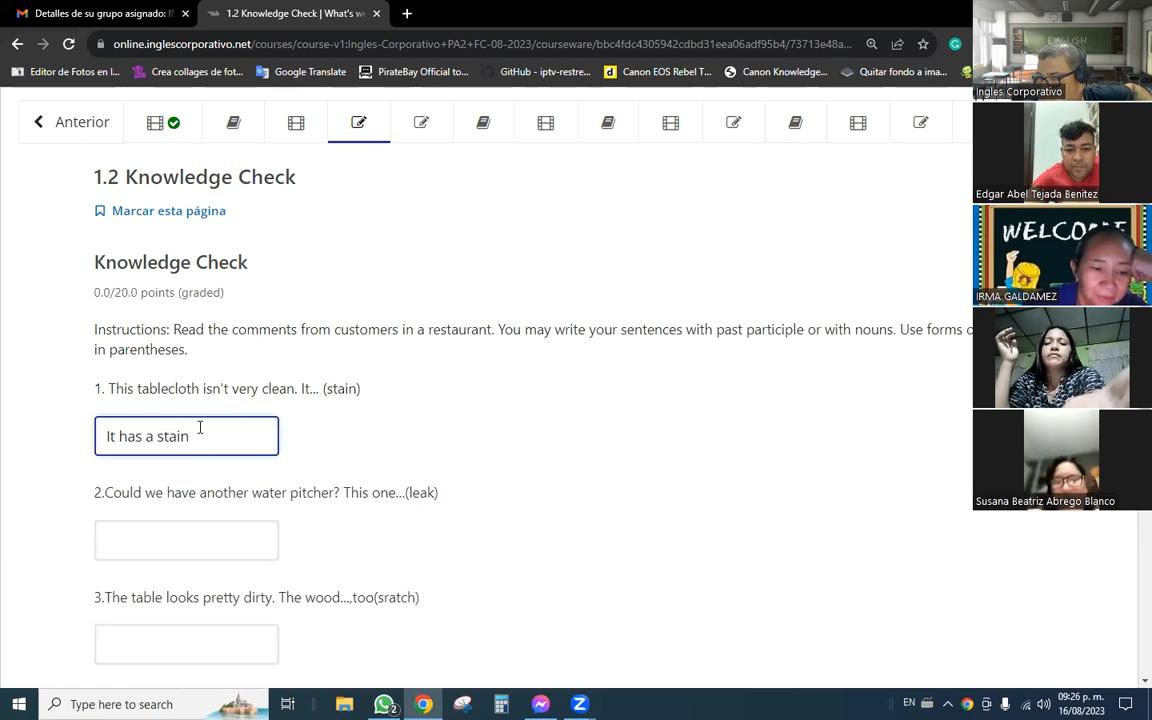 Detalles de su grupo asignado: II
1.2 Knowledge Check | What's w
online.inglescorporativo.net/courses/course-v1:Ingles-Corporativo+PA2+FC-08-2023/courseware/bbc4fdc4305942cdbd31eea06adf95b4/73713e48a...
Editor de Fotos en l...
Crea collages de fot...
Google Translate
PirateBay Official to...
GitHub - iptv-restre...
Canon EOS Rebel T...
Canon Knowledge...
Quitar fondo a ima...
Anterior
1.2 Knowledge Check
Marcar esta página
Knowledge Check
0.0/20.0 points (graded)
Instructions: Read the comments from customers in a restaurant. You may write your sentences with past participle or with nouns. Use forms o
in parentheses.
1. This tablecloth isn't very clean. It... (stain)
It has a stain
2.Could we have another water pitcher? This one...(leak)
3.The table looks pretty dirty. The wood...,too(sratch)
ENGLISH
Ingles Corporativo
Edgar Abel Tejada Benitez
WELCOME
IRMA GALDAMEZ
Susana Beatriz Abrego Blanco
Type here to search
2
EN
09:26 p. m.
16/08/2023